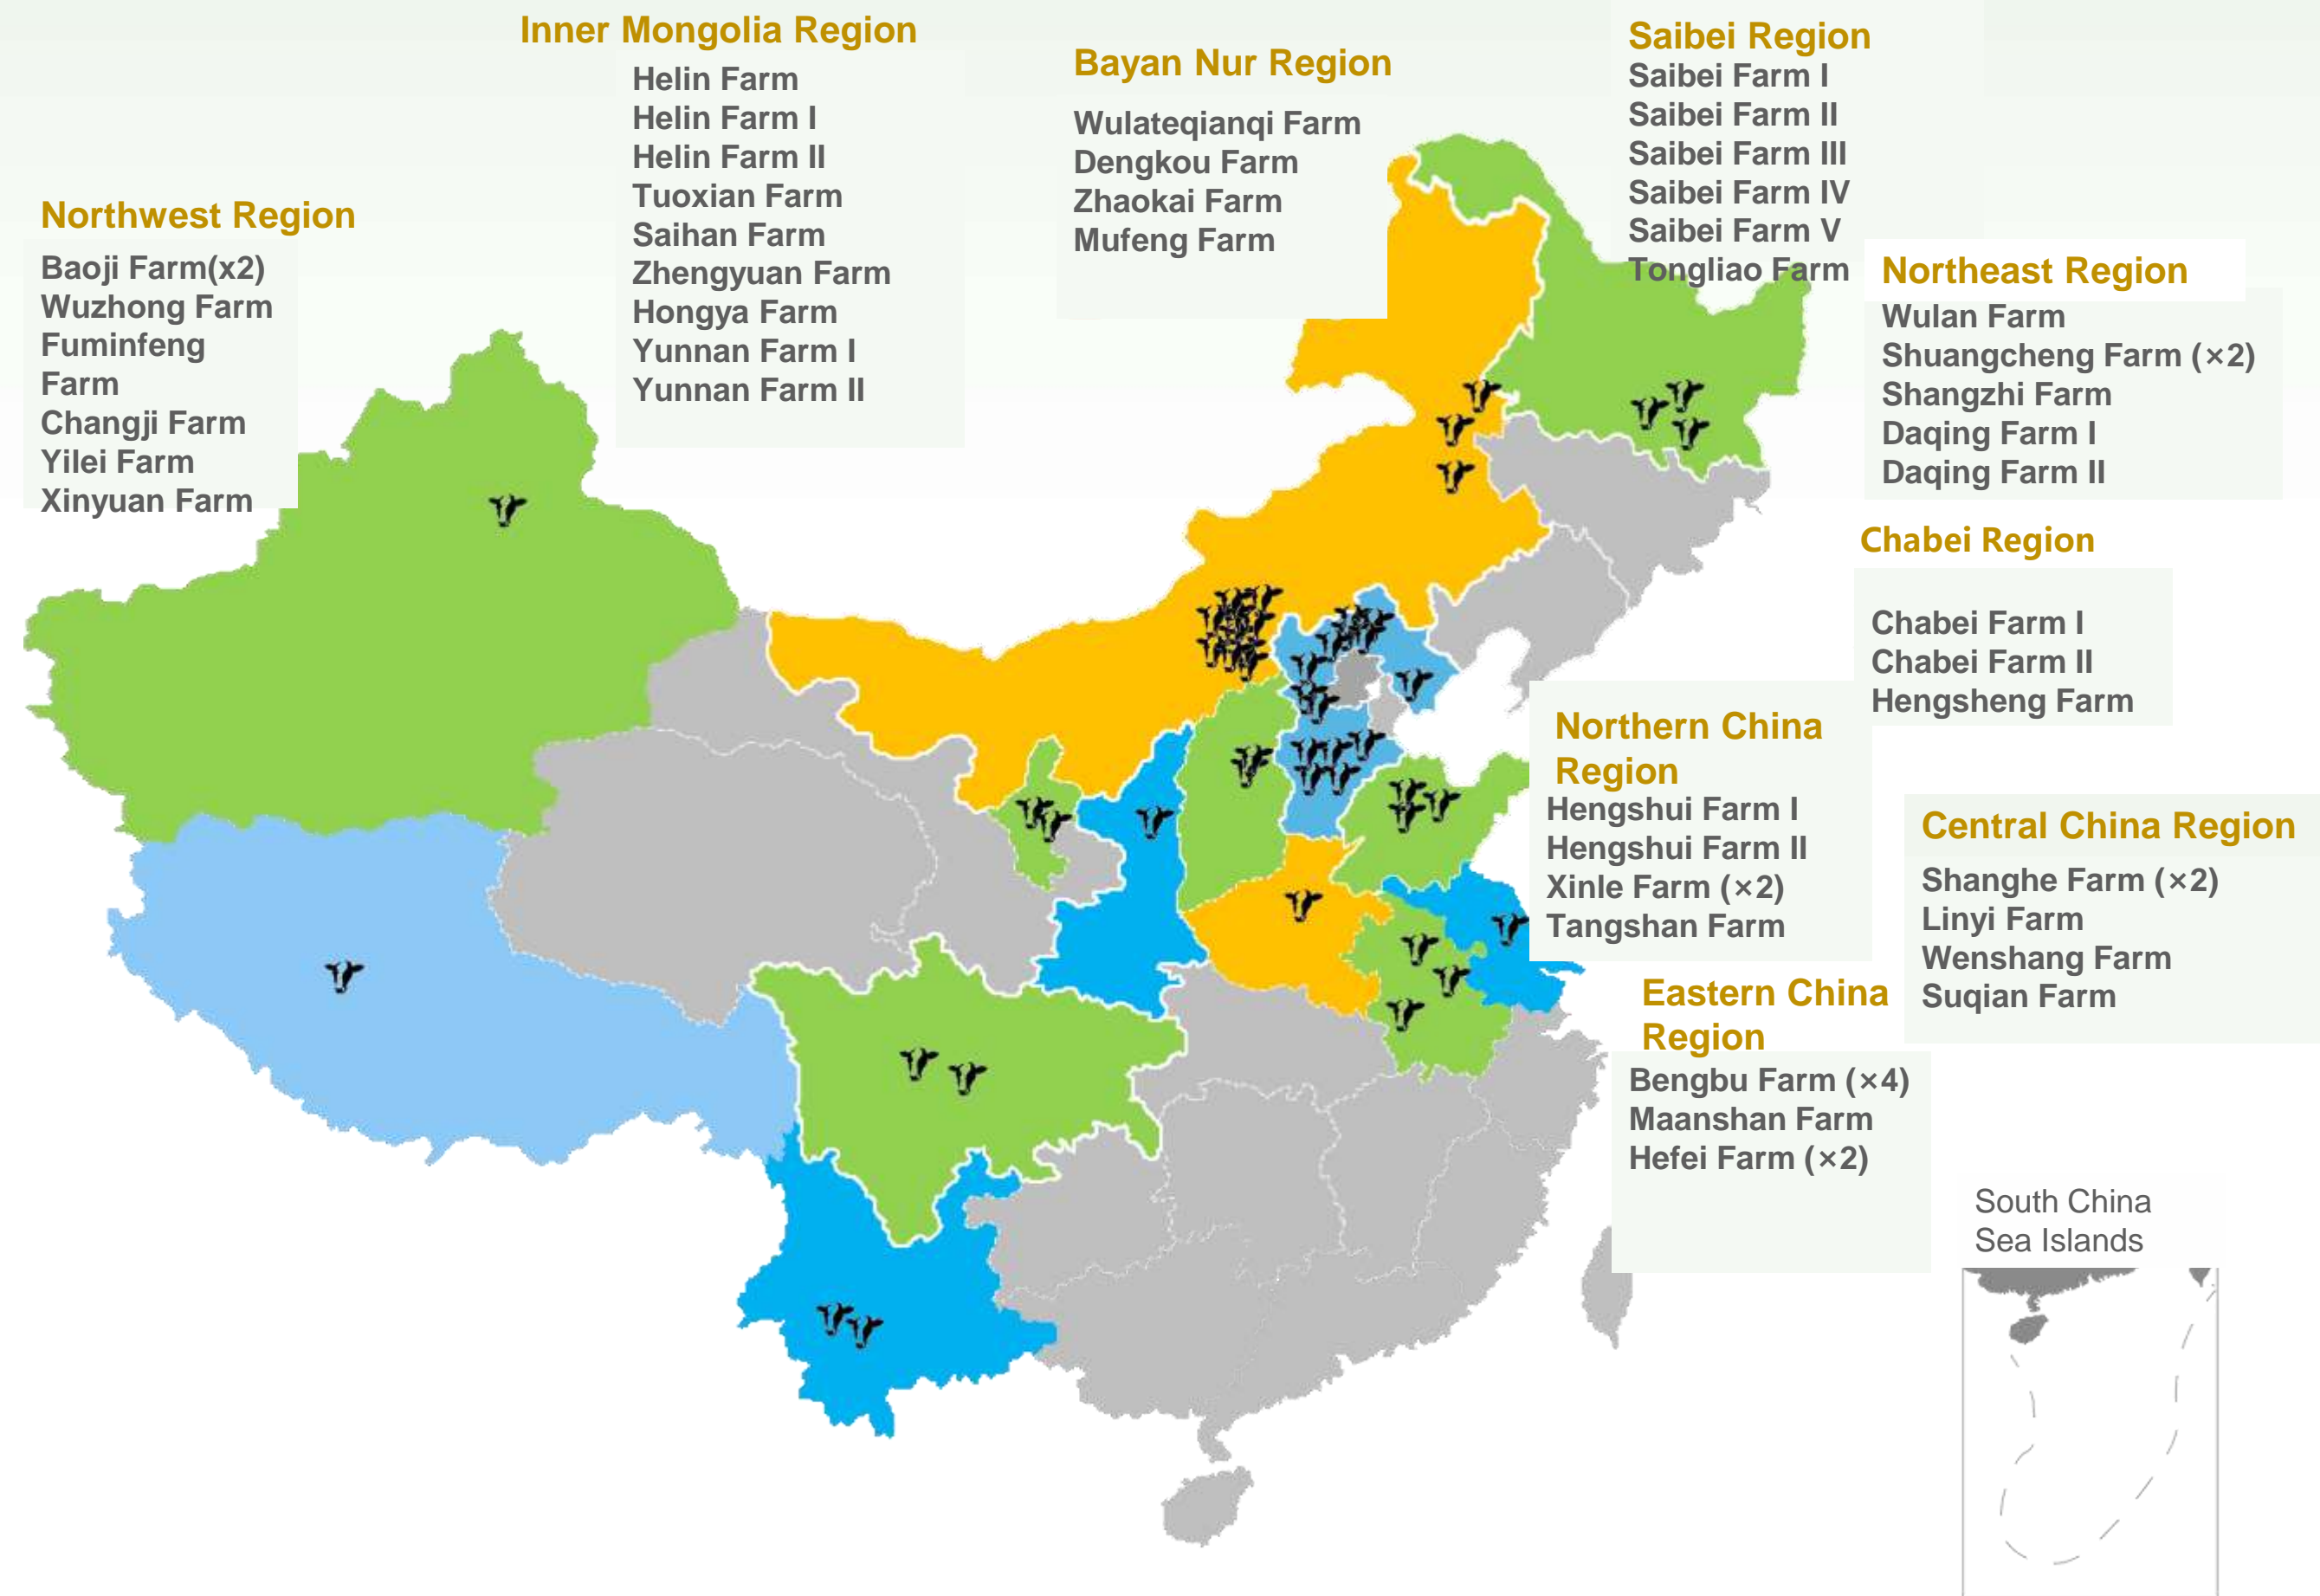 Inner Mongolia Region
Helin Farm
Helin Farm I
Helin Farm II
Tuoxian Farm
Saihan Farm
Zhengyuan Farm
Hongya Farm
Yunnan Farm I
Yunnan Farm II
Bayan Nur Region
Wulateqianqi Farm
Dengkou Farm
Zhaokai Farm
Mufeng Farm
Saibei Region
Saibei Farm I
Saibei Farm II
Saibei Farm III
Saibei Farm IV
Saibei Farm V
Tongliao Farm
Northwest Region
Baoji Farm(x2)
Wuzhong Farm
Fuminfeng
Farm
Changji Farm
Yilei Farm
Xinyuan Farm
Northeast Region
Wulan Farm
Shuangcheng Farm (×2)
Shangzhi Farm
Daqing Farm I
Daqing Farm II
Chabei Region
Chabei Farm I
Chabei Farm II
Hengsheng Farm
Northern China
Region
Hengshui Farm I
Hengshui Farm II
Xinle Farm (×2)
Tangshan Farm
Central China Region
Shanghe Farm (×2)
Linyi Farm
Wenshang Farm
Suqian Farm
Eastern China
Region
Bengbu Farm (×4)
Maanshan Farm
Hefei Farm (×2)
South China
Sea Islands